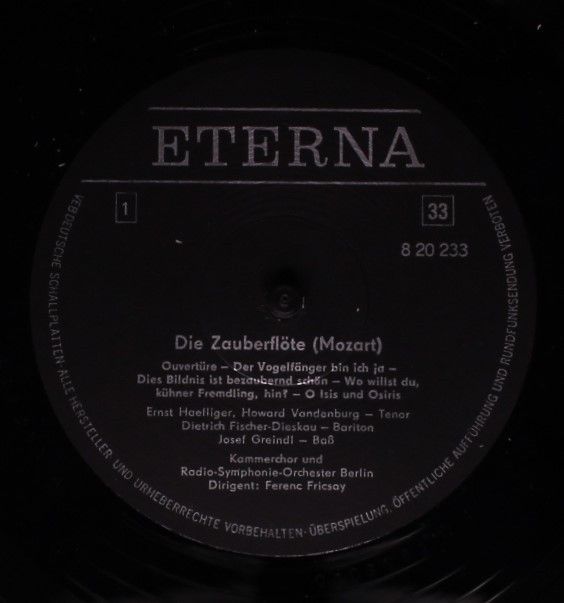 ETERNA
1
33
8 20 233
Die Zauberflöte (Mozart)
Ouvertüre – Der Vogelfänger bin ich ja –
Dies Bildnis ist bezaubernd schön – Wo willst du,
kühner Fremdling, hin? – O Isis und Osiris
Ernst Haefliger, Howard Vandenburg – Tenor
Dietrich Fischer-Dieskau – Bariton
Josef Greindl – Baß
Kammerchor und
Radio-Symphonie-Orchester Berlin
Dirigent: Ferenc Fricsay
VEB DEUTSCHE SCHALLPLATTEN · ALLE HERSTELLER- UND URHEBERRECHTE VORBEHALTEN · ÜBERSPIELUNG, ÖFFENTLICHE AUFFÜHRUNG UND RUNDFUNKSENDUNG VERBOTEN